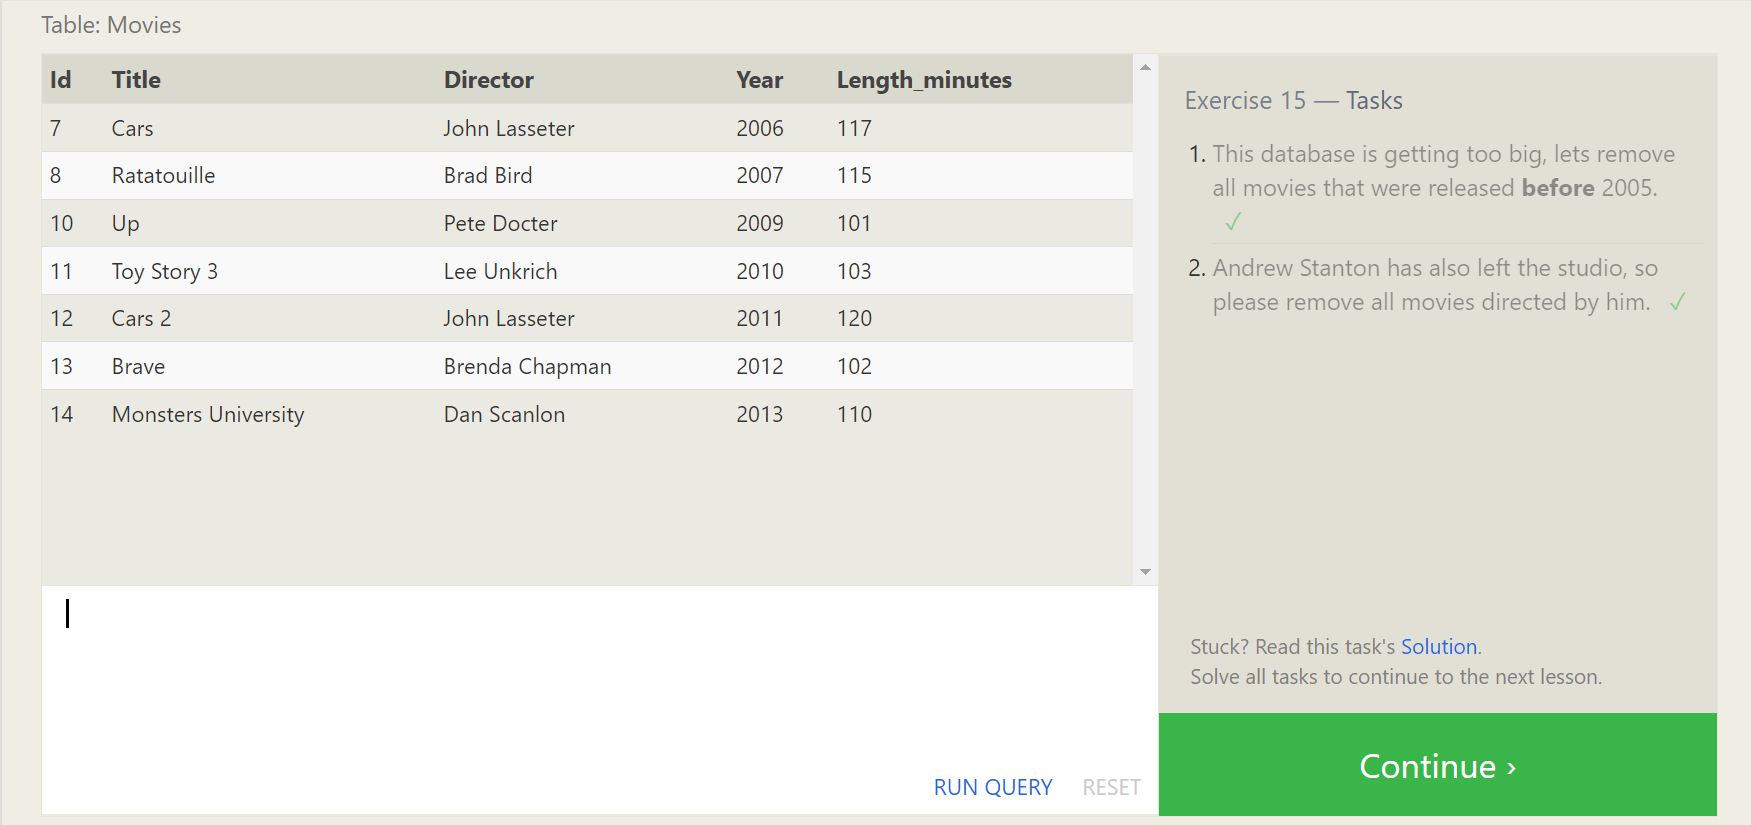 Table: Movies
Id Title Director Year Length_minutes
7 Cars John Lasseter 2006 117
8 Ratatouille Brad Bird 2007 115
10 Up Pete Docter 2009 101
11 Toy Story 3 Lee Unkrich 2010 103
12 Cars 2 John Lasseter 2011 120
13 Brave Brenda Chapman 2012 102
14 Monsters University Dan Scanlon 2013 110
RUN QUERY RESET
Exercise 15 — Tasks
1. This database is getting too big, lets remove
all movies that were released before 2005.
✓
2. Andrew Stanton has also left the studio, so
please remove all movies directed by him. ✓
Stuck? Read this task's Solution.
Solve all tasks to continue to the next lesson.
Continue ›